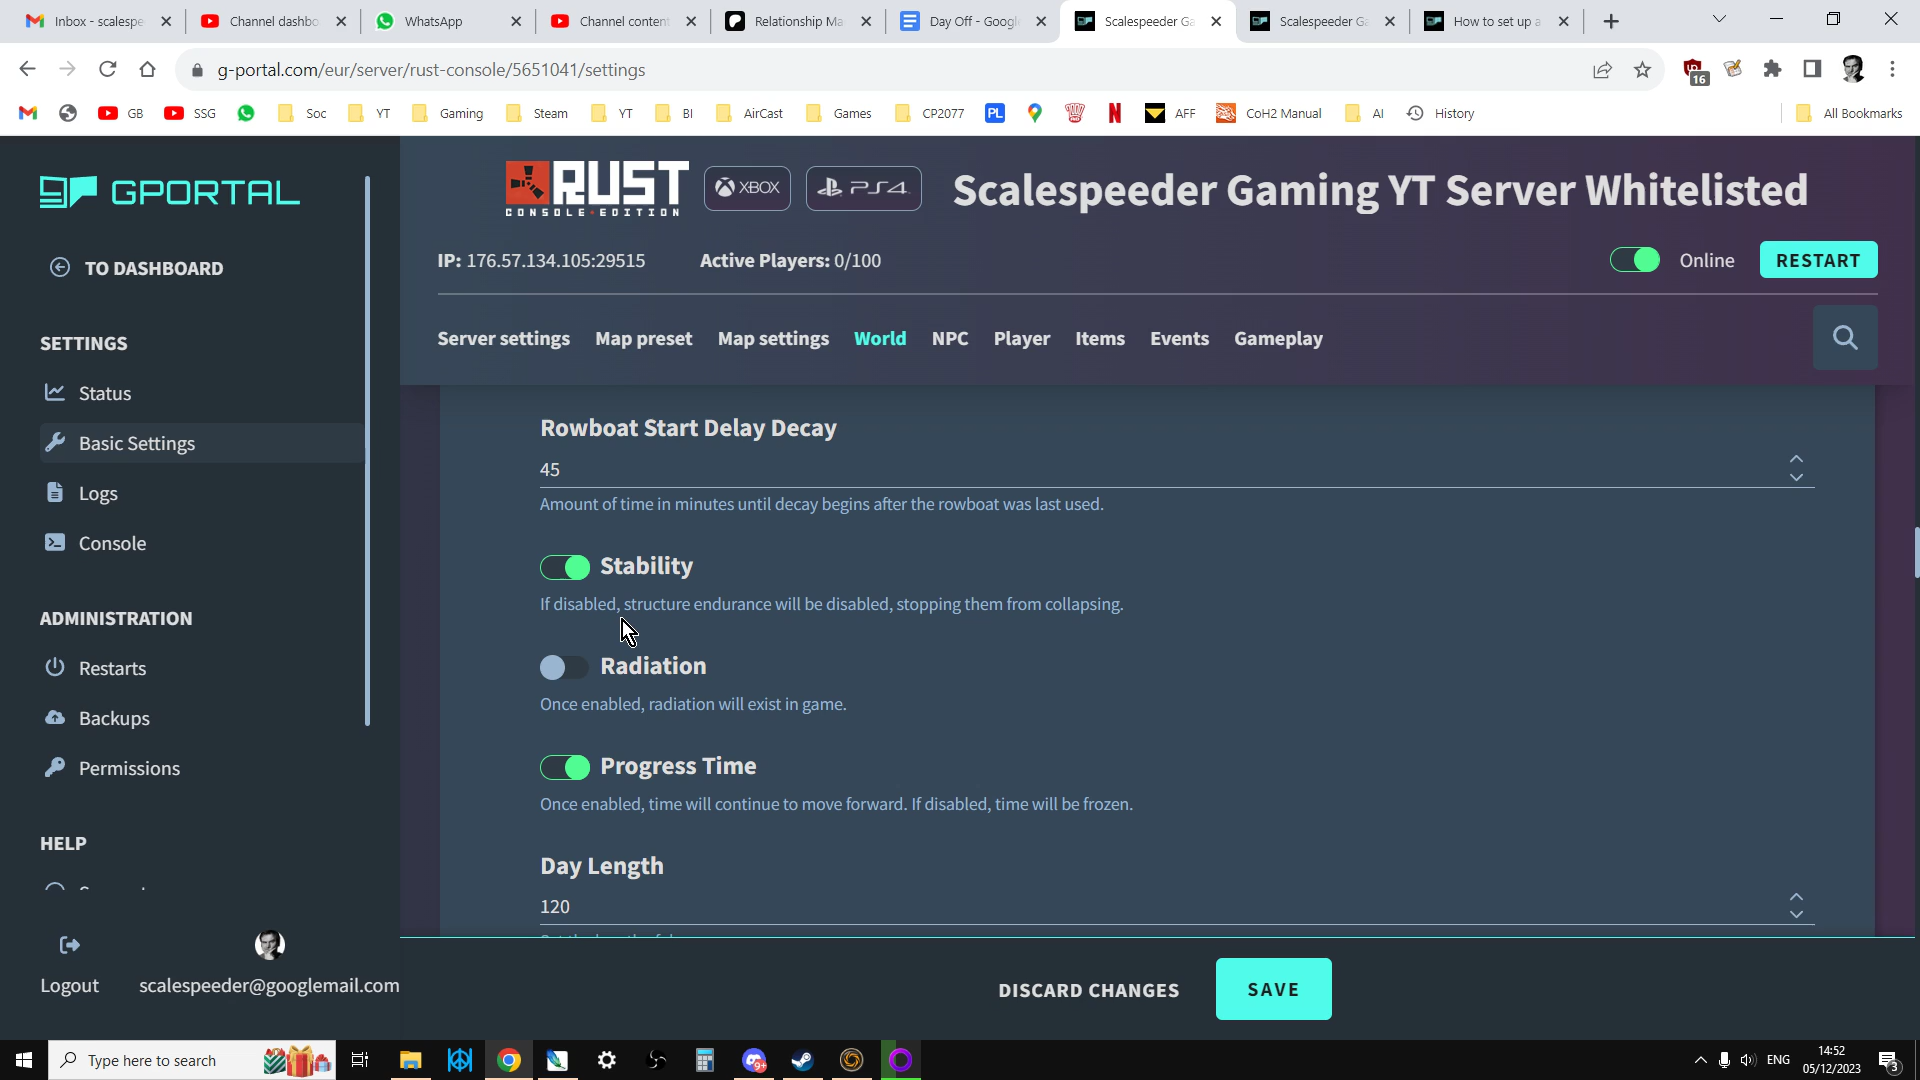 Inbox - scalespe
Channel dashbo
WhatsApp
Channel content
Relationship Ma
Day Off - Google
Scalespeeder Ga
Scalespeeder Ga
How to set up a
g-portal.com/eur/server/rust-console/5651041/settings
16
GB
SSG
Soc
YT
Gaming
Steam
YT
BI
AirCast
Games
CP2077
PL
AFF
CoH2 Manual
AI
History
All Bookmarks
GPORTAL
TO DASHBOARD
SETTINGS
Status
Basic Settings
Logs
Console
ADMINISTRATION
Restarts
Backups
Permissions
HELP
Logout
scalespeeder@googlemail.com
RUST
CONSOLE EDITION
XBOX
PS4
Scalespeeder Gaming YT Server Whitelisted
IP: 176.57.134.105:29515
Active Players: 0/100
Online
RESTART
Server settings
Map preset
Map settings
World
NPC
Player
Items
Events
Gameplay
Rowboat Start Delay Decay
45
Amount of time in minutes until decay begins after the rowboat was last used.
Stability
If disabled, structure endurance will be disabled, stopping them from collapsing.
Radiation
Once enabled, radiation will exist in game.
Progress Time
Once enabled, time will continue to move forward. If disabled, time will be frozen.
Day Length
120
DISCARD CHANGES
SAVE
Type here to search
9+
ENG
14:52
05/12/2023
3